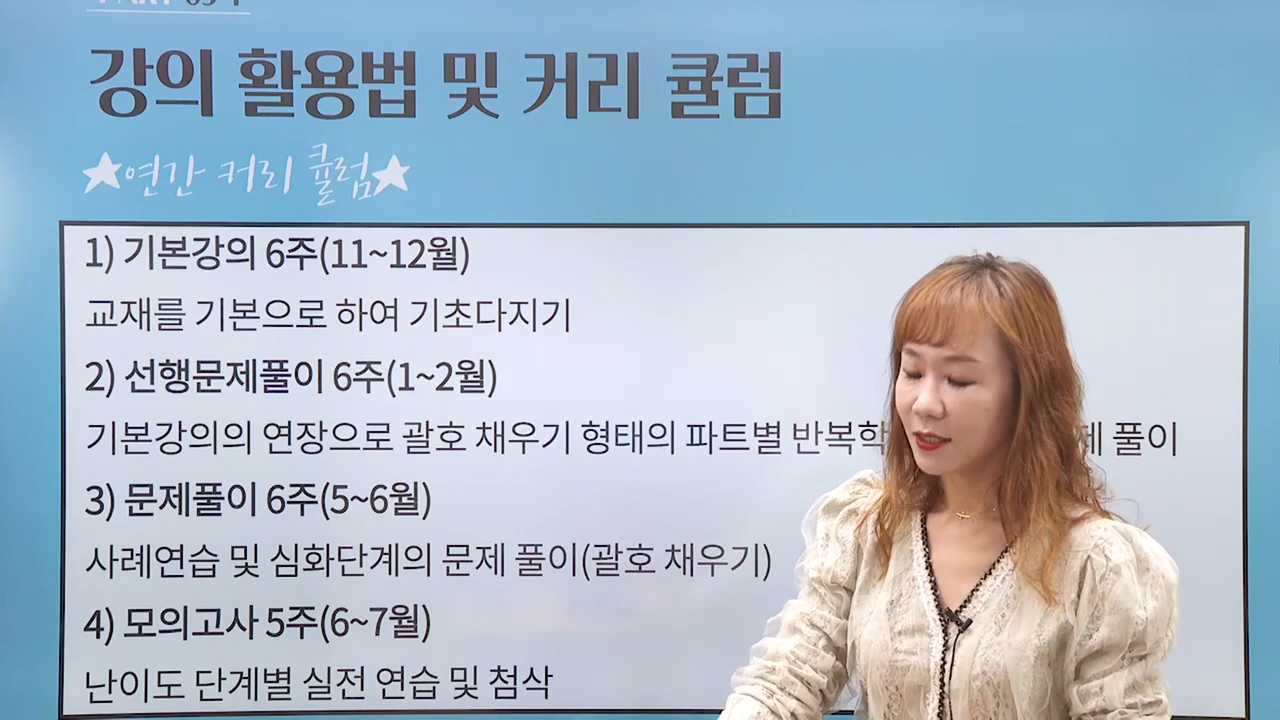 강의 활용법 및 커리 큘럼
★연간 커리 큘럼★
1) 기본강의 6주(11~12월)
교재를 기본으로 하여 기초다지기
2) 선행문제풀이 6주(1~2월)
기본강의의 연장으로 괄호 채우기 형태의 파트별 풀이
3) 문제풀이 6주(5~6월)
사례연습 및 심화단계의 문제 풀이(괄호 채우기)
4) 모의고사 5주(6~7월)
난이도 단계별 실전 연습 및 첨삭